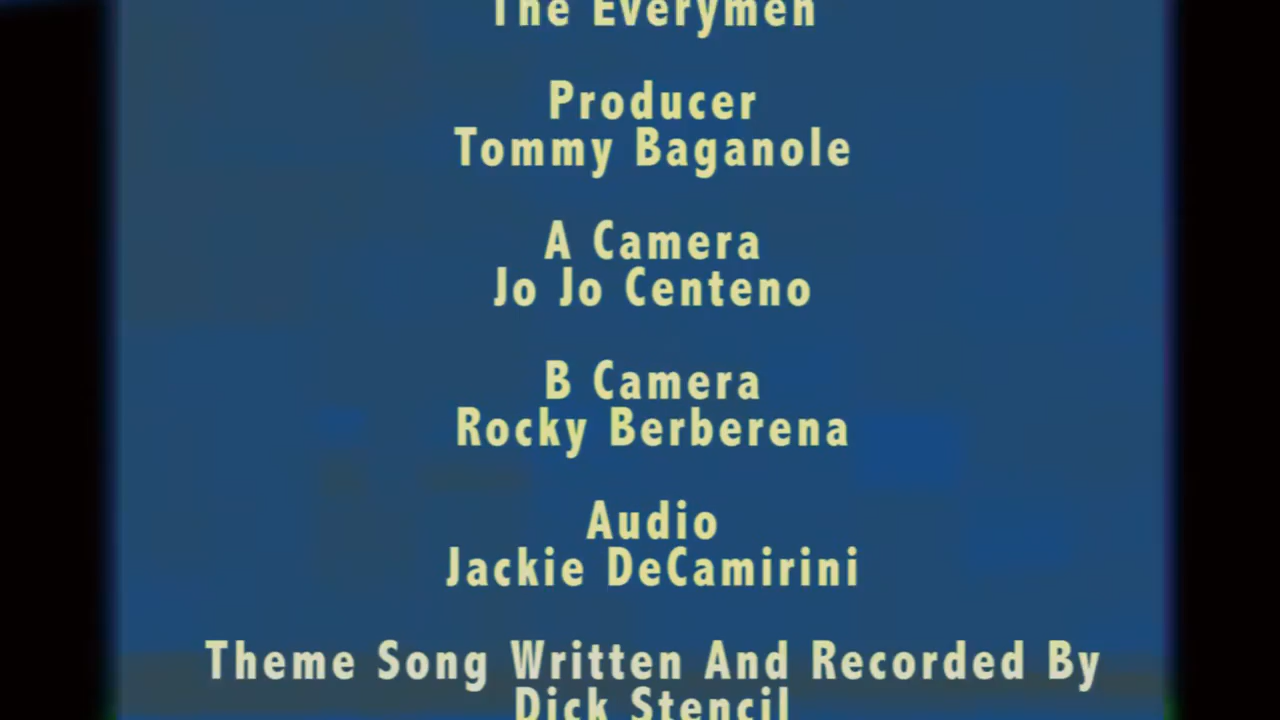 The Everymen
Producer
Tommy Baganole
A Camera
Jo Jo Centeno
B Camera
Rocky Berberena
Audio
Jackie DeCamirini
Theme Song Written And Recorded By
Dick Stencil